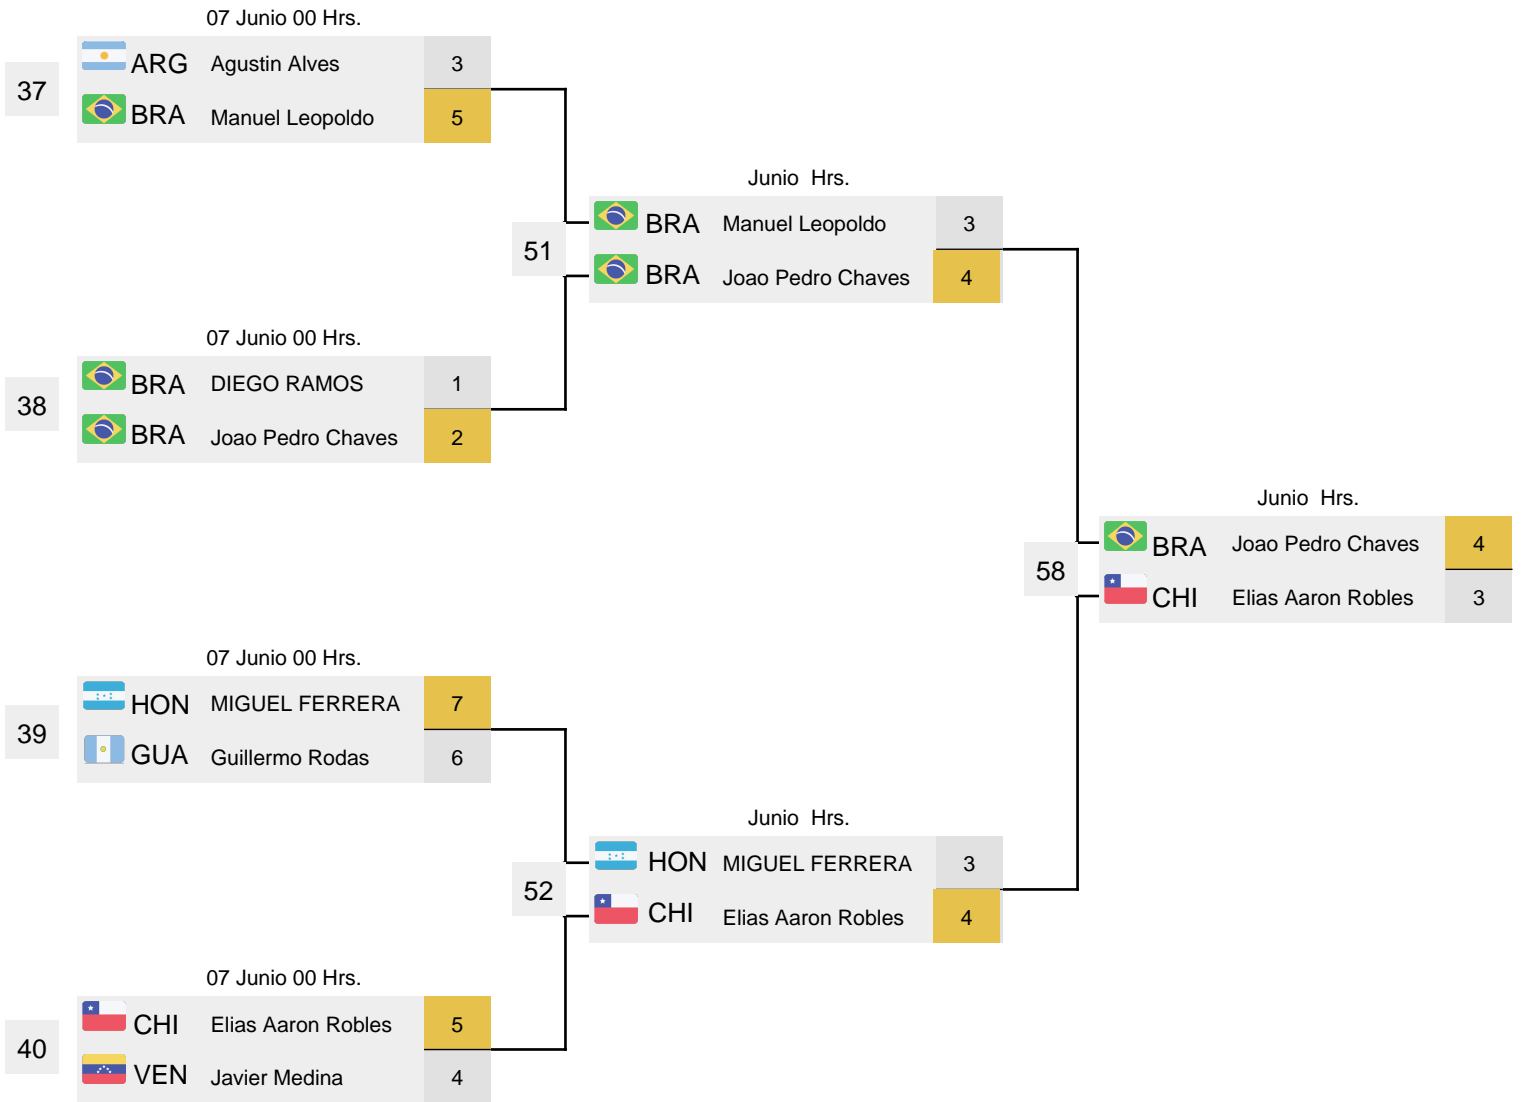 07 Junio 00 Hrs.
37
ARG Agustin Alves 3
BRA Manuel Leopoldo 5
Junio Hrs.
51
BRA Manuel Leopoldo 3
BRA Joao Pedro Chaves 4
07 Junio 00 Hrs.
38
BRA DIEGO RAMOS 1
BRA Joao Pedro Chaves 2
Junio Hrs.
58
BRA Joao Pedro Chaves 4
CHI Elias Aaron Robles 3
07 Junio 00 Hrs.
39
HON MIGUEL FERRERA 7
GUA Guillermo Rodas 6
Junio Hrs.
52
HON MIGUEL FERRERA 3
CHI Elias Aaron Robles 4
07 Junio 00 Hrs.
40
CHI Elias Aaron Robles 5
VEN Javier Medina 4